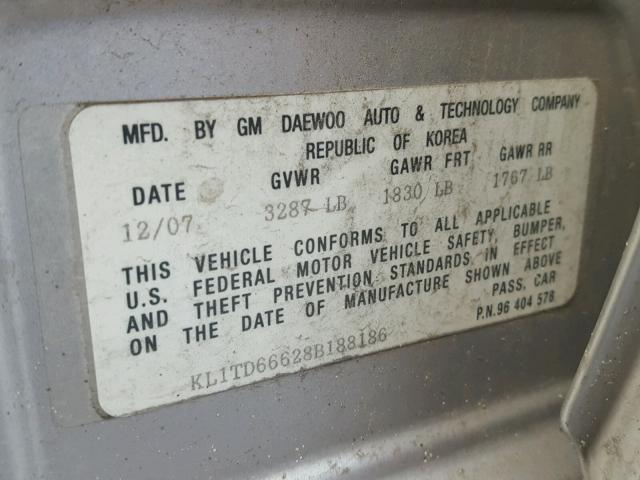 MFD. BY GM DAEWOO AUTO & TECHNOLOGY COMPANY
REPUBLIC OF KOREA
DATE GVWR GAWR FRT GAWR RR
12/07 3287 LB 1830 LB 1767 LB
THIS VEHICLE CONFORMS TO ALL APPLICABLE
U.S. FEDERAL MOTOR VEHICLE SAFETY, BUMPER,
AND THEFT PREVENTION STANDARDS IN EFFECT
ON THE DATE OF MANUFACTURE SHOWN ABOVE
PASS. CAR
KL1TD66628B188186 P.N.96 404 578